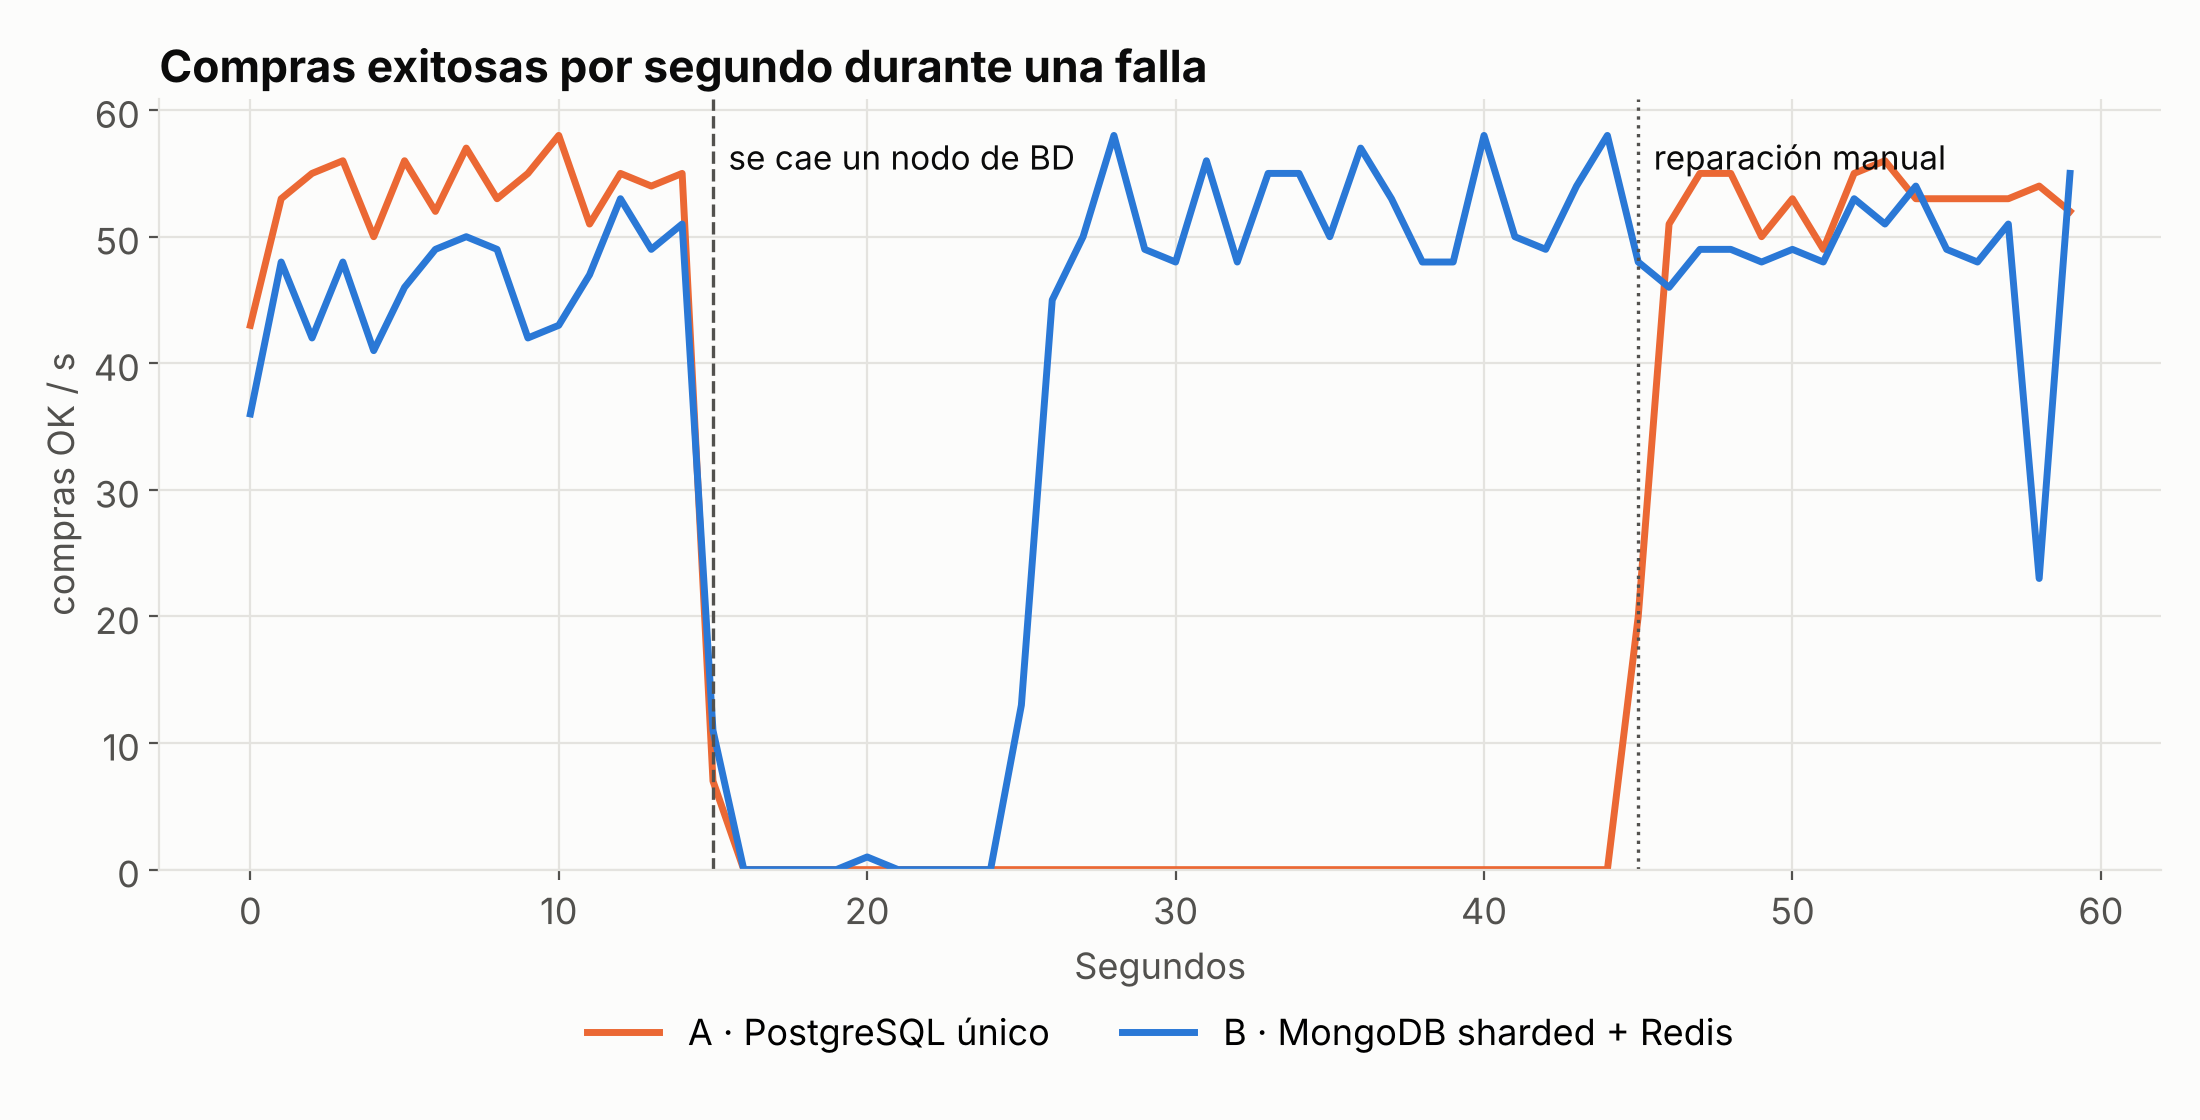 Compras exitosas por segundo durante una falla
60
50
40
30
20
10
0
compras OK / s
se cae un nodo de BD
reparación manual
0 10 20 30 40 50 60
Segundos
A · PostgreSQL único
B · MongoDB sharded + Redis